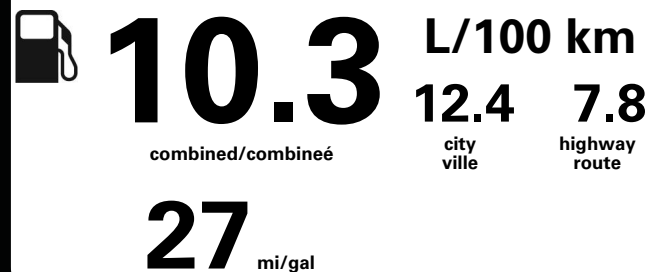 10.3 L/100 km
12.4 7.8
combined/combineé city highway
ville route
27 mi/gal